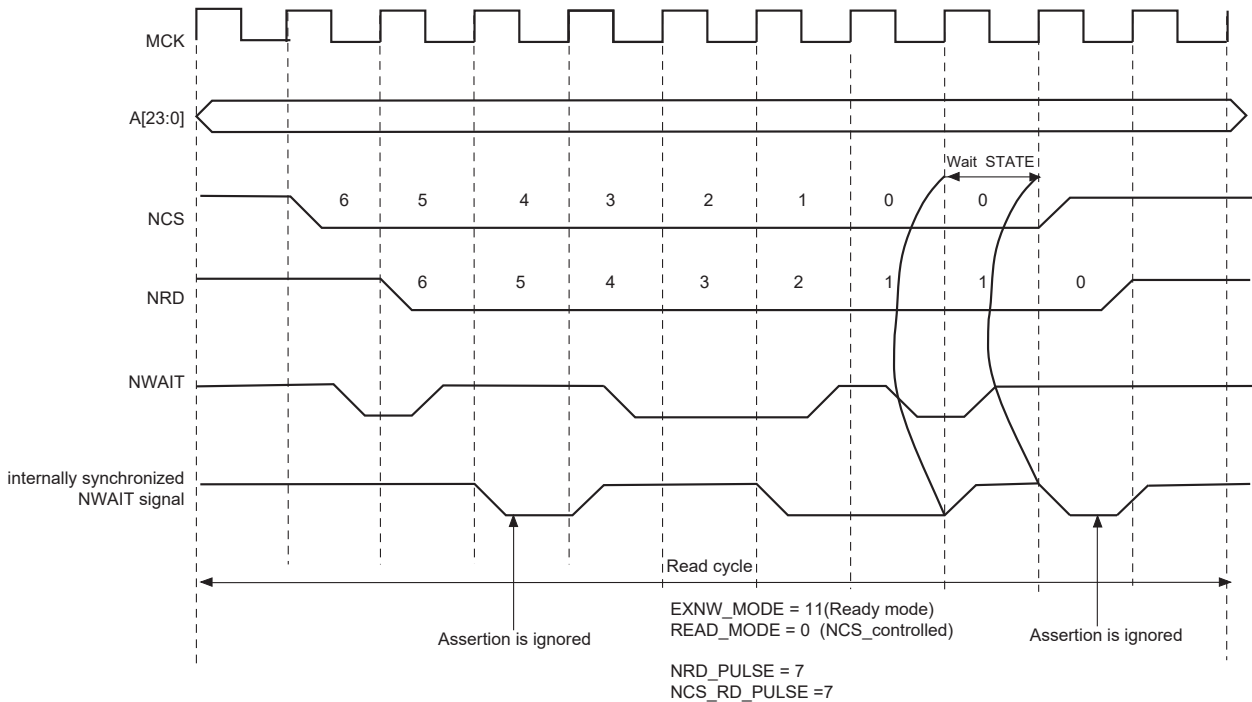 MCK
A[23:0]
Wait STATE
NCS
6 5 4 3 2 1 0 0
NRD
6 5 4 3 2 1 1 0
NWAIT
internally synchronized
NWAIT signal
Read cycle
Assertion is ignored
EXNW_MODE = 11(Ready mode)
READ_MODE = 0 (NCS_controlled)
Assertion is ignored
NRD_PULSE = 7
NCS_RD_PULSE =7